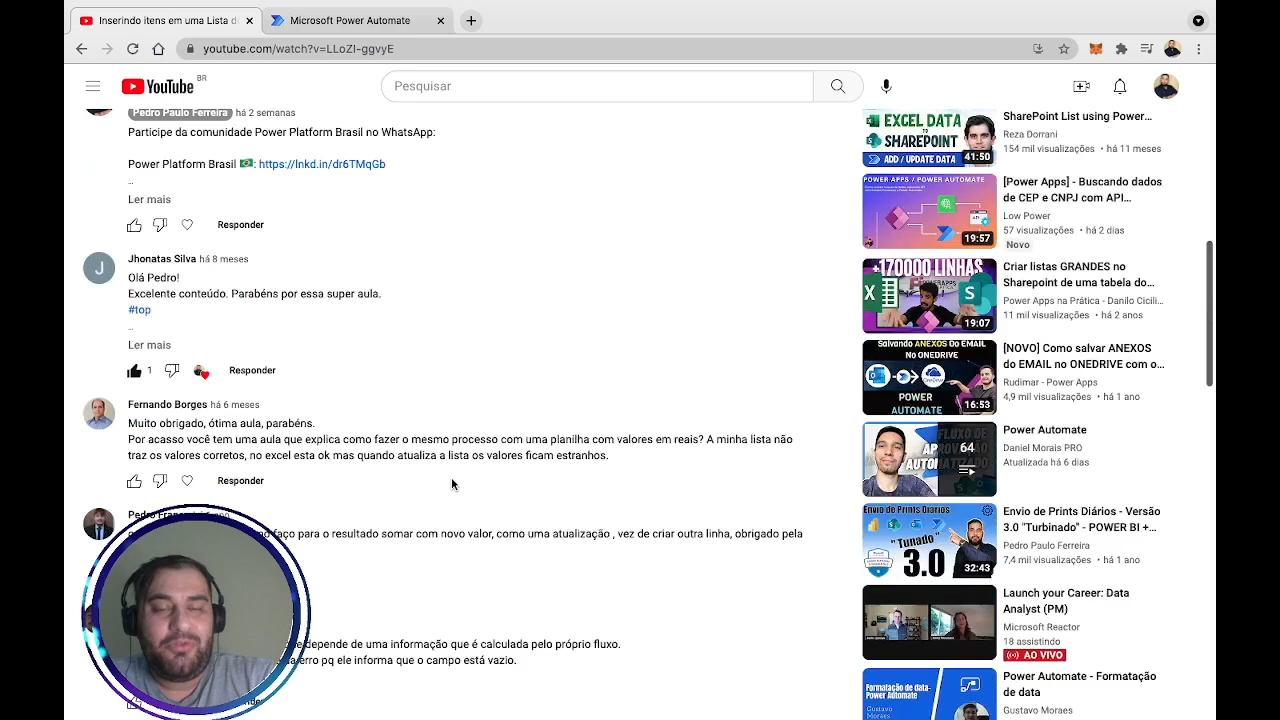 Inserindo itens em uma Lista d
Microsoft Power Automate
youtube.com/watch?v=LLoZI-ggvyE
YouTube BR
Pesquisar
Pedro Paulo Ferreira há 2 semanas
Participe da comunidade Power Platform Brasil no WhatsApp:
Power Platform Brasil 🇧🇷: https://lnkd.in/dr6TMqGb
..
Ler mais
Responder
J
Jhonatas Silva há 8 meses
Olá Pedro!
Excelente conteúdo. Parabéns por essa super aula.
#top
..
Ler mais
1
Responder
Fernando Borges há 6 meses
Muito obrigado, ótima aula, parabéns.
Por acaso você tem uma aula que explica como fazer o mesmo processo com uma planilha com valores em reais? A minha lista não
traz os valores corretos, no excel esta ok mas quando atualiza a lista os valores ficam estranhos.
Responder
Pedro
faço para o resultado somar com novo valor, como uma atualização , vez de criar outra linha, obrigado pela
e depende de uma informação que é calculada pelo próprio fluxo.
erro pq ele informa que o campo está vazio.
EXCEL DATA
TO
SHAREPOINT
ADD / UPDATE DATA
41:50
SharePoint List using Power…
Reza Dorrani
154 mil visualizações • há 11 meses
POWER APPS / POWER AUTOMATE
19:57
[Power Apps] - Buscando dados
de CEP e CNPJ com API…
Low Power
57 visualizações • há 2 dias
Novo
+170000 LINHAS
19:07
Criar listas GRANDES no
Sharepoint de uma tabela do…
Power Apps na Prática - Danilo Cicili…
11 mil visualizações • há 2 anos
Salvando ANEXOS Do EMAIL
No ONEDRIVE
POWER
AUTOMATE
16:53
[NOVO] Como salvar ANEXOS
do EMAIL no ONEDRIVE com o…
Rudimar - Power Apps
4,9 mil visualizações • há 1 ano
FLUXO DE
64
Power Automate
Daniel Morais PRO
Atualizada há 6 dias
Envio de Prints Diários
"Tunado"
3.0
32:43
Envio de Prints Diários - Versão
3.0 "Turbinado" - POWER BI +…
Pedro Paulo Ferreira
7,4 mil visualizações • há 1 ano
Launch your Career: Data
Analyst (PM)
Microsoft Reactor
18 assistindo
AO VIVO
Formatação de data-
Power Automate
Gustavo
Moraes
Power Automate - Formatação
de data
Gustavo Moraes